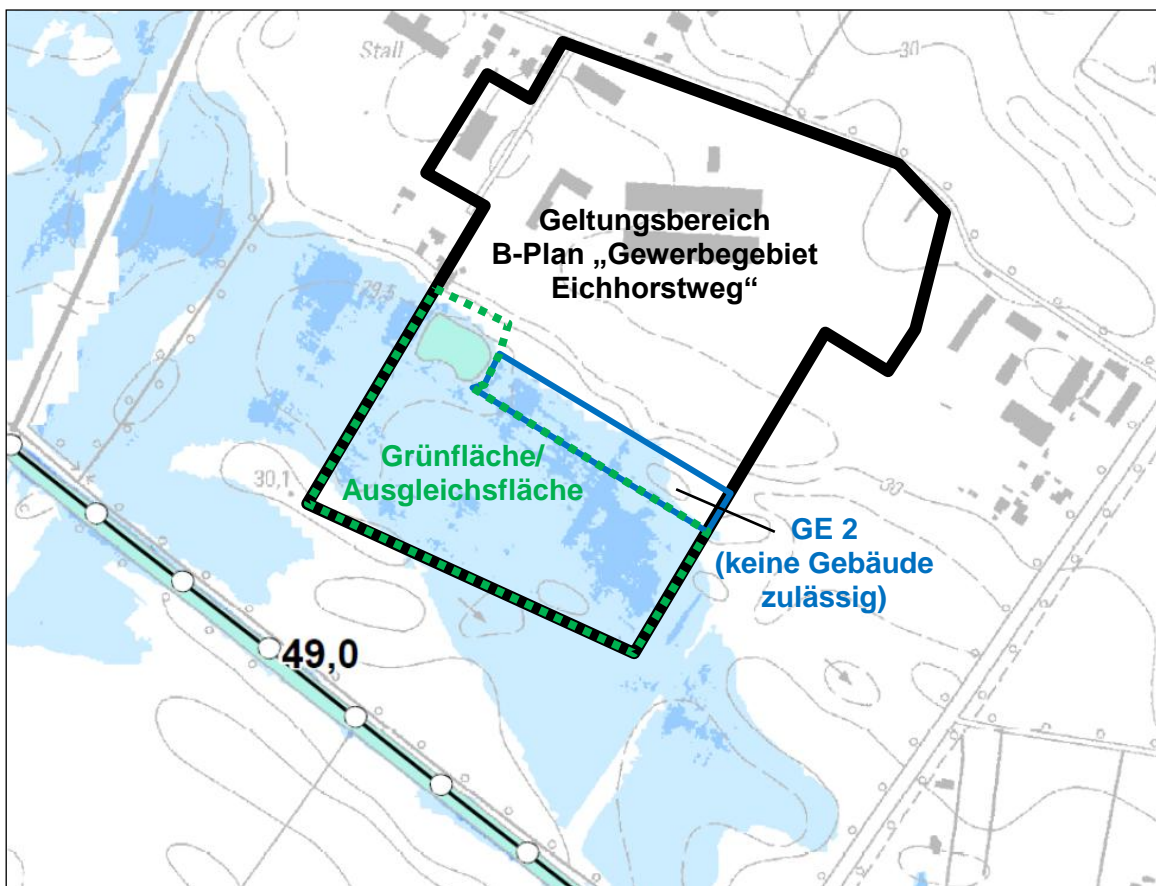 Stall
30
Geltungsbereich
B-Plan „Gewerbegebiet
Eichhorstweg“
29,5
Grünfläche/
Ausgleichsfläche
30,1
30
GE 2
(keine Gebäude
zulässig)
49,0